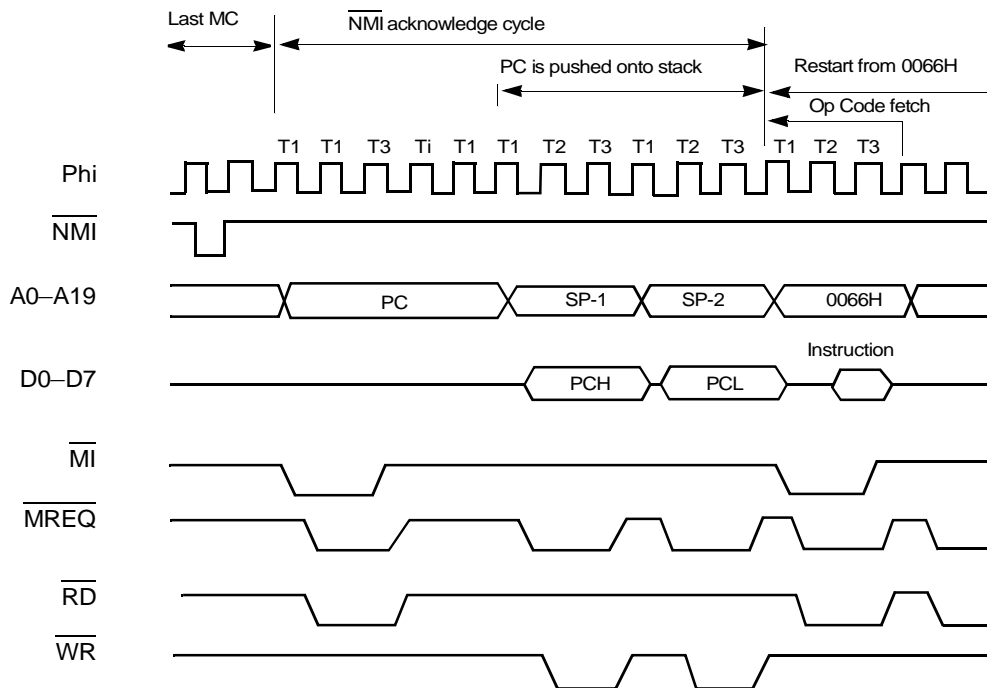 Last MC
NMI acknowledge cycle
PC is pushed onto stack
Restart from 0066H
Op Code fetch
T1 T1 T3 Ti T1 T1 T2 T3 T1 T2 T3 T1 T2 T3
Phi
NMI
A0–A19 PC SP-1 SP-2 0066H
Instruction
D0–D7 PCH PCL
MI
MREQ
RD
WR